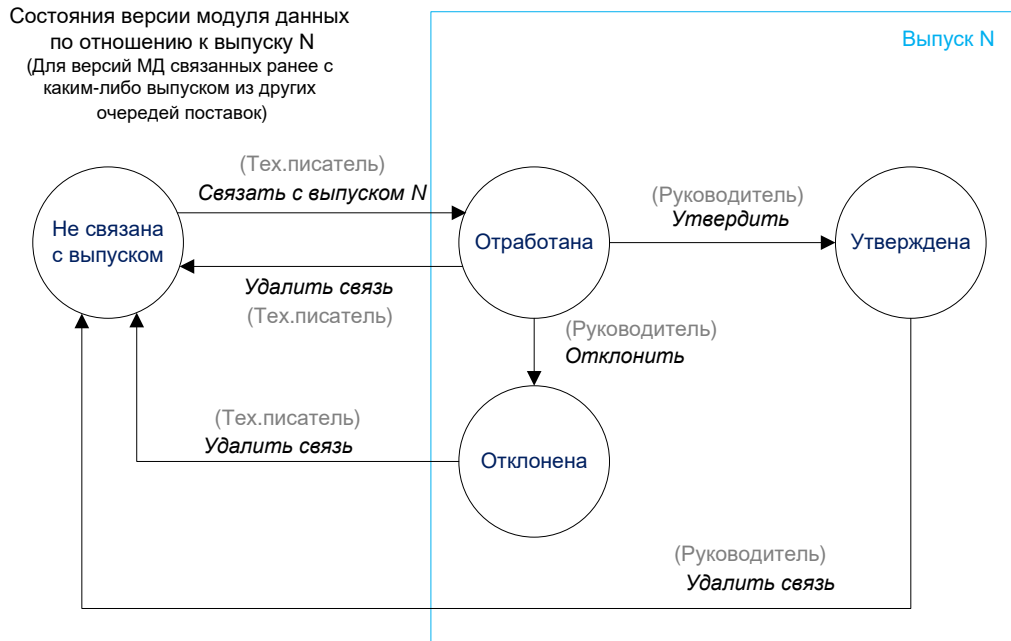 Состояния версии модуля данных
по отношению к выпуску N
(Для версий МД связанных ранее с
каким-либо выпуском из других
очередей поставок)
Выпуск N
(Тех.писатель)
Связать с выпуском N
(Руководитель)
Утвердить
Не связана
с выпуском
Отработана
Утверждена
Удалить связь
(Тех.писатель)
(Руководитель)
Отклонить
(Тех.писатель)
Удалить связь
Отклонена
(Руководитель)
Удалить связь